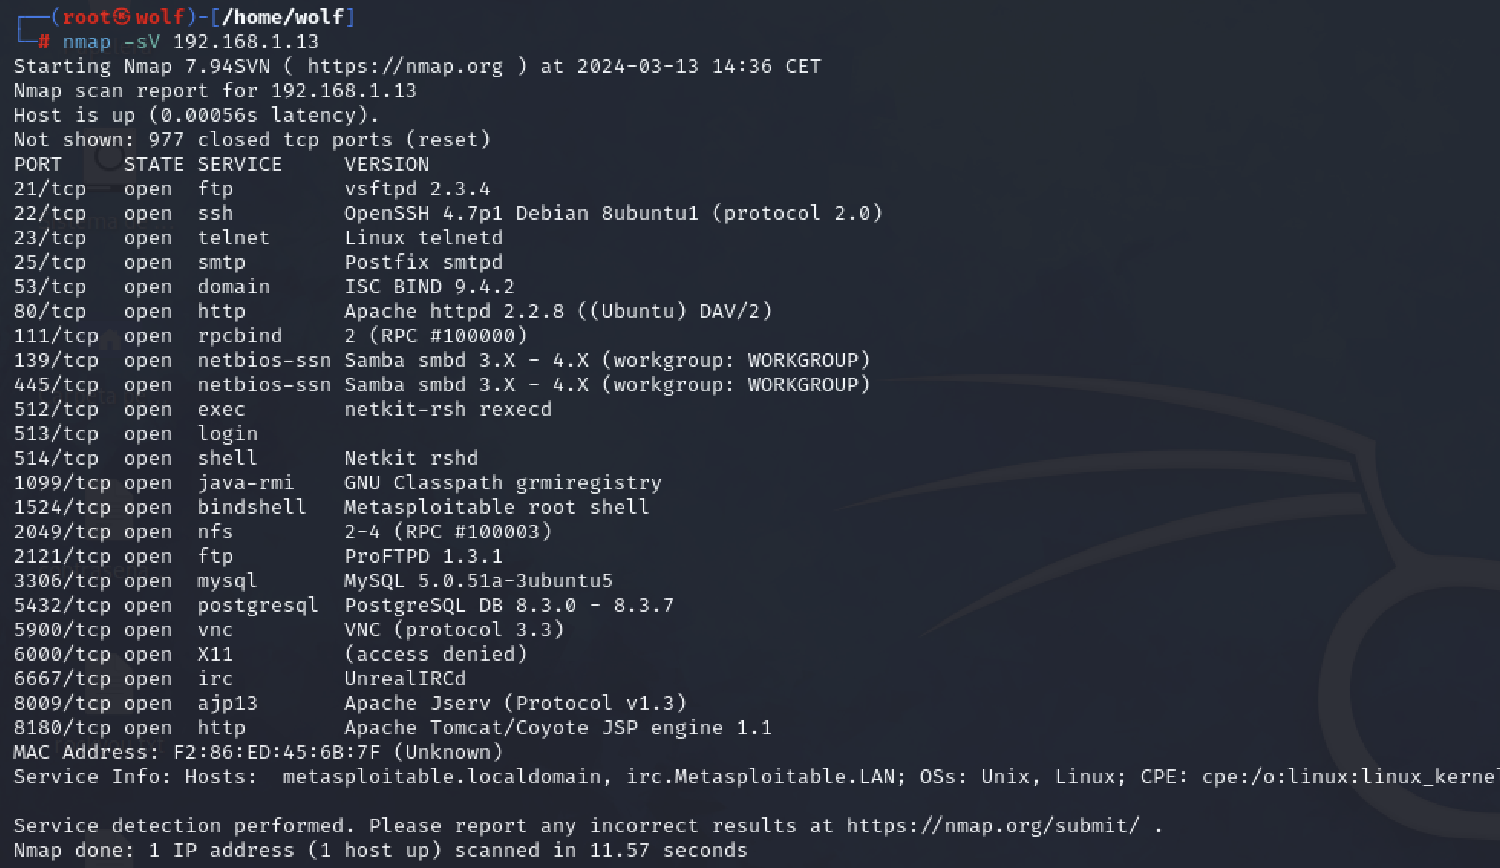 ┌──(root㉿wolf)-[/home/wolf]
└─# nmap -sV 192.168.1.13
Starting Nmap 7.94SVN ( https://nmap.org ) at 2024-03-13 14:36 CET
Nmap scan report for 192.168.1.13
Host is up (0.00056s latency).
Not shown: 977 closed tcp ports (reset)
PORT     STATE SERVICE     VERSION
21/tcp   open  ftp         vsftpd 2.3.4
22/tcp   open  ssh         OpenSSH 4.7p1 Debian 8ubuntu1 (protocol 2.0)
23/tcp   open  telnet      Linux telnetd
25/tcp   open  smtp        Postfix smtpd
53/tcp   open  domain      ISC BIND 9.4.2
80/tcp   open  http        Apache httpd 2.2.8 ((Ubuntu) DAV/2)
111/tcp  open  rpcbind     2 (RPC #100000)
139/tcp  open  netbios-ssn Samba smbd 3.X - 4.X (workgroup: WORKGROUP)
445/tcp  open  netbios-ssn Samba smbd 3.X - 4.X (workgroup: WORKGROUP)
512/tcp  open  exec        netkit-rsh rexecd
513/tcp  open  login
514/tcp  open  shell       Netkit rshd
1099/tcp open  java-rmi    GNU Classpath grmiregistry
1524/tcp open  bindshell   Metasploitable root shell
2049/tcp open  nfs         2-4 (RPC #100003)
2121/tcp open  ftp         ProFTPD 1.3.1
3306/tcp open  mysql       MySQL 5.0.51a-3ubuntu5
5432/tcp open  postgresql  PostgreSQL DB 8.3.0 - 8.3.7
5900/tcp open  vnc         VNC (protocol 3.3)
6000/tcp open  X11         (access denied)
6667/tcp open  irc         UnrealIRCd
8009/tcp open  ajp13       Apache Jserv (Protocol v1.3)
8180/tcp open  http        Apache Tomcat/Coyote JSP engine 1.1
MAC Address: F2:86:ED:45:6B:7F (Unknown)
Service Info: Hosts:  metasploitable.localdomain, irc.Metasploitable.LAN; OSs: Unix, Linux; CPE: cpe:/o:linux:linux_kernel
Service detection performed. Please report any incorrect results at https://nmap.org/submit/ .
Nmap done: 1 IP address (1 host up) scanned in 11.57 seconds